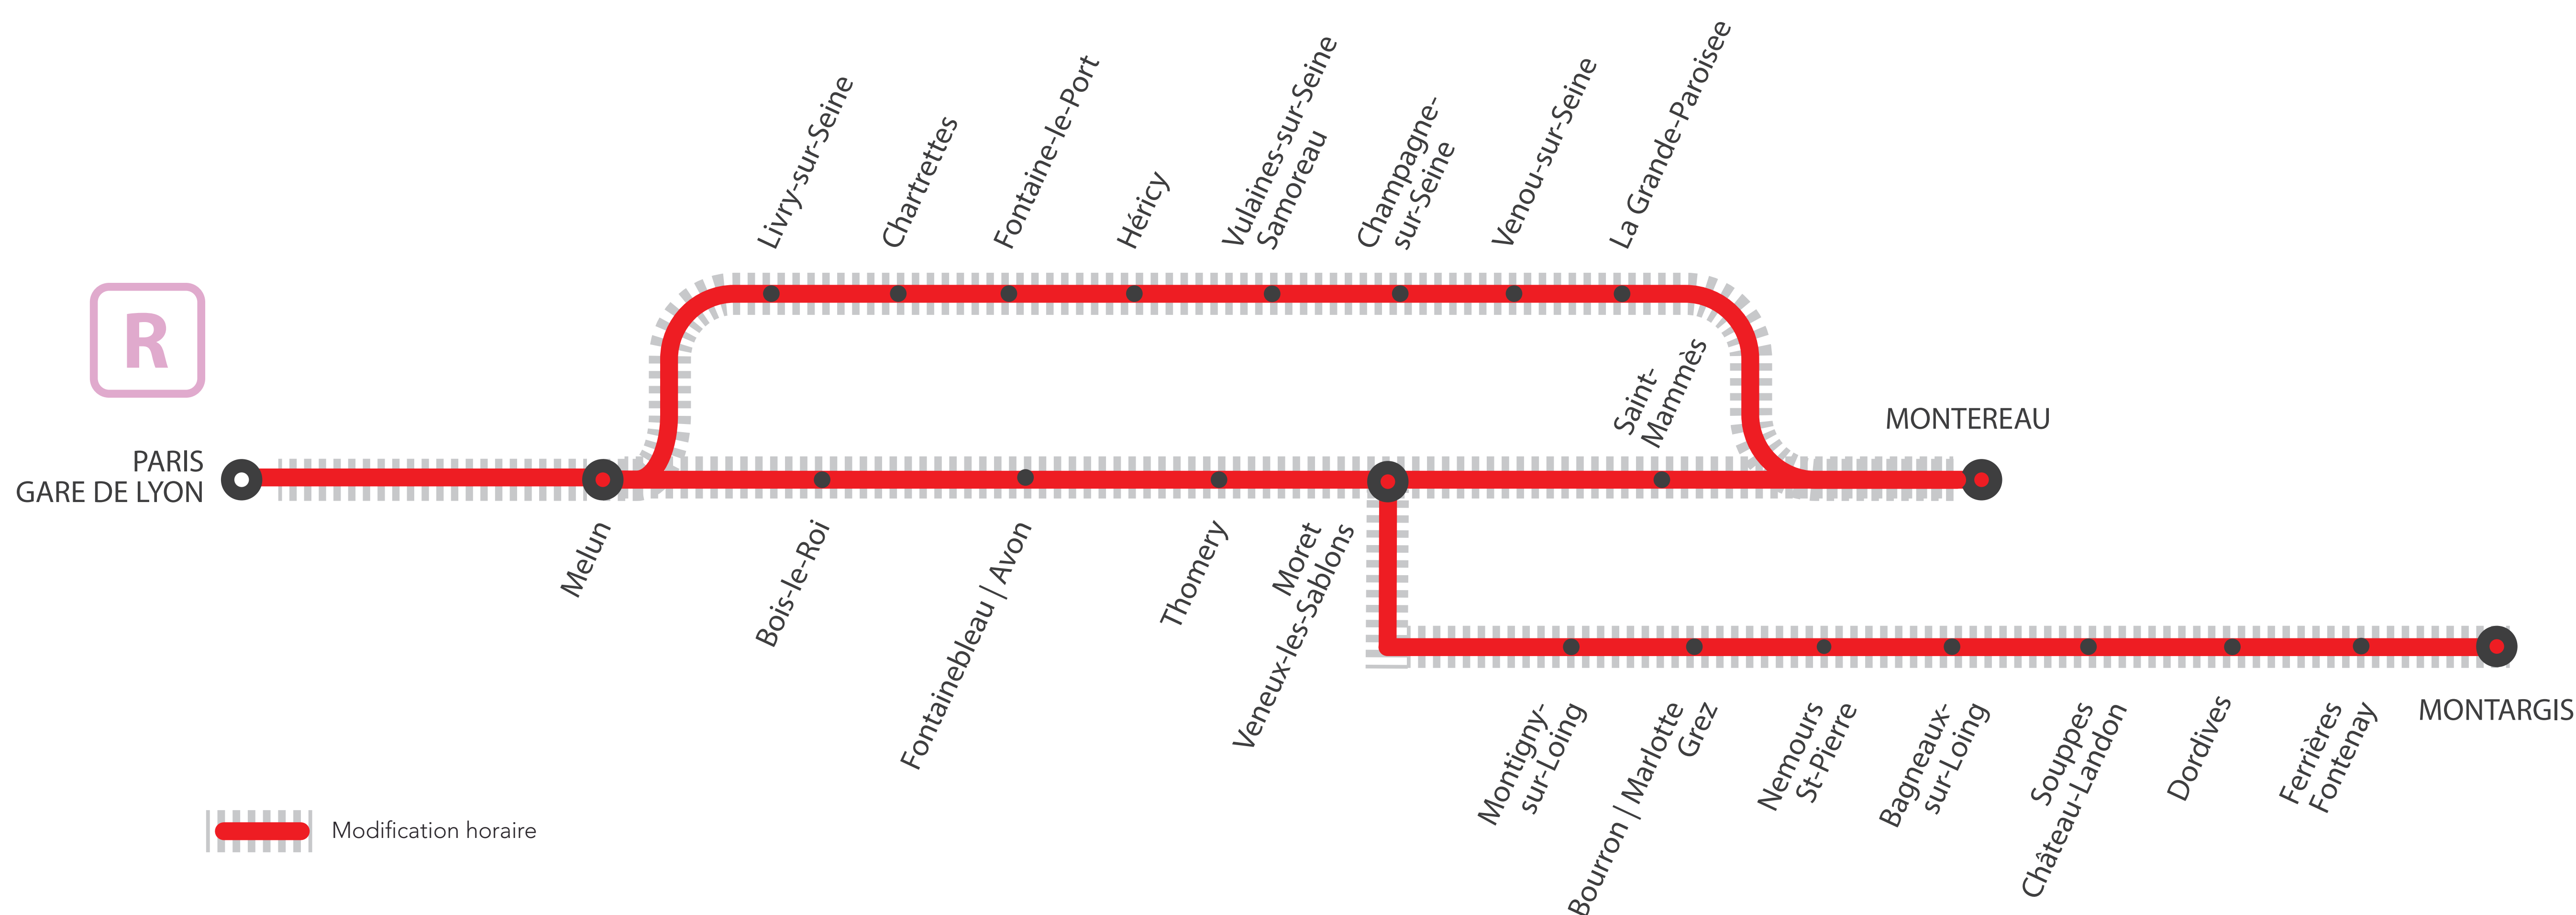 Livry-sur-Seine
Chartrettes
Fontaine-le-Port
Héricy
Vulaines-sur-Seine
Samoreau
Champagne-
sur-Seine
Venou-sur-Seine
La Grande-Paroisee
R
Saint-
Mammès
MONTEREAU
PARIS
GARE DE LYON
Melun
Bois-le-Roi
Fontainebleau | Avon
Thomery
Moret
Veneux-les-Sablons
Montigny-
sur-Loing
Bourron | Marlotte
Grez
Nemours
St-Pierre
Bagneaux-
sur-Loing
Souppes
Château-Landon
Dordives
Ferrières
Fontenay
MONTARGIS
Modification horaire